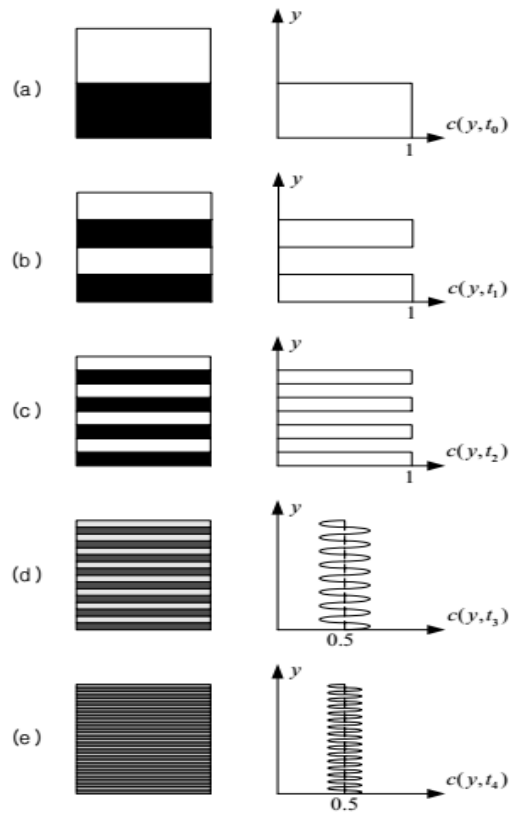 y
(a)
c(y,t₀)
1
y
(b)
c(y,t₁)
1
y
(c)
c(y,t₂)
1
y
(d)
c(y,t₃)
0.5
y
(e)
c(y,t₄)
0.5